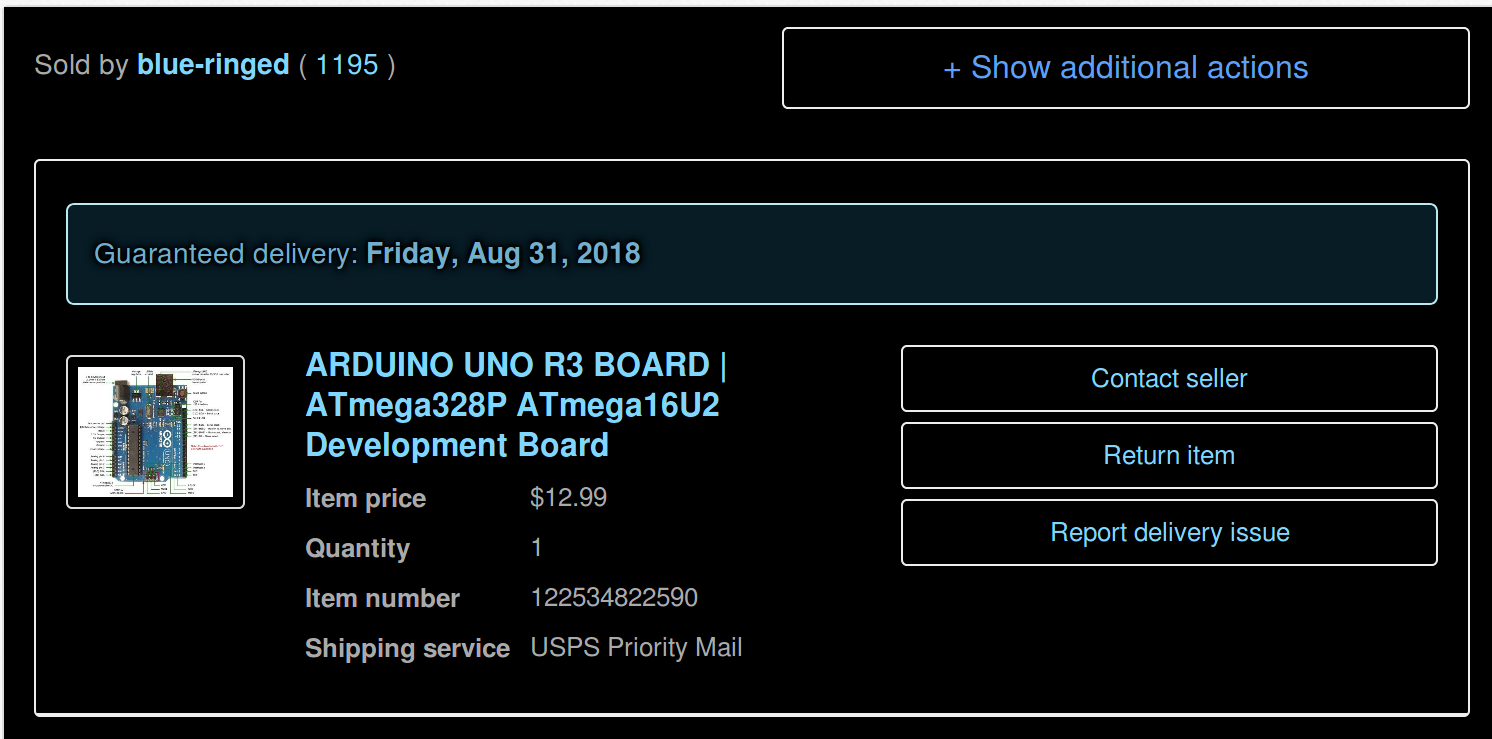 Sold by blue-ringed ( 1195 )
+ Show additional actions
Guaranteed delivery: Friday, Aug 31, 2018
ARDUINO UNO R3 BOARD |
ATmega328P ATmega16U2
Development Board
Item price $12.99
Quantity 1
Item number 122534822590
Shipping service USPS Priority Mail
Contact seller
Return item
Report delivery issue